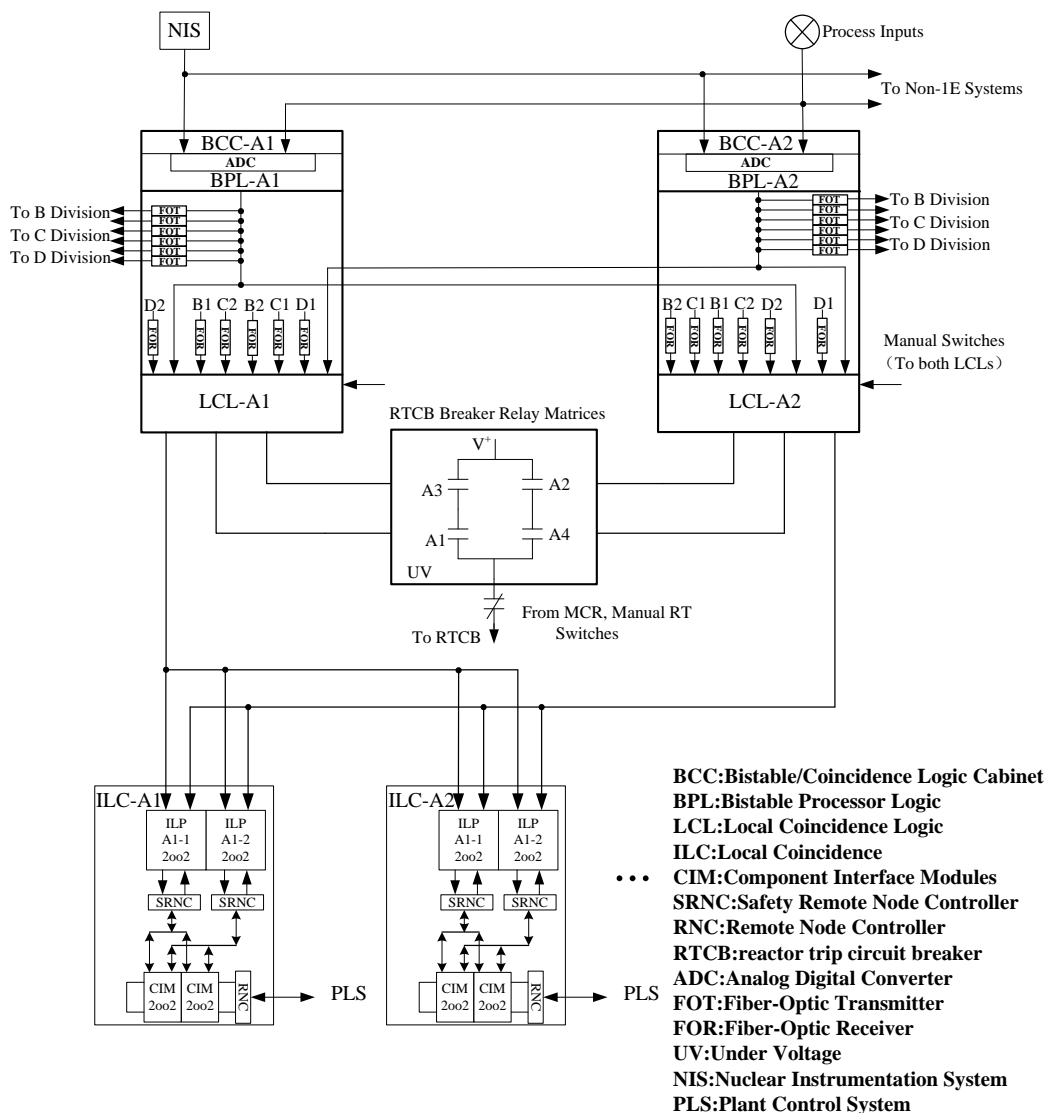 NIS
Process Inputs
To Non-1E Systems
BCC-A1
ADC
BPL-A1
BCC-A2
ADC
BPL-A2
To B Division
To C Division
To D Division
FOT
FOT
FOT
FOT
FOT
FOT
FOT
FOT
FOT
FOT
FOT
FOT
To B Division
To C Division
To D Division
D2 B1 C2 B2 C1 D1
FOR FOR FOR FOR FOR FOR
B2 C1 B1 C2 D2 D1
FOR FOR FOR FOR FOR FOR
Manual Switches
（To both LCLs）
LCL-A1
LCL-A2
RTCB Breaker Relay Matrices
V+
A3
A2
A1
A4
UV
From MCR, Manual RT
Switches
To RTCB
ILC-A1
ILP
A1-1
2oo2
ILP
A1-2
2oo2
SRNC
SRNC
CIM
2oo2
CIM
2oo2
RNC
PLS
ILC-A2
ILP
A1-1
2oo2
ILP
A1-2
2oo2
SRNC
SRNC
CIM
2oo2
CIM
2oo2
RNC
PLS
...
BCC:Bistable/Coincidence Logic Cabinet
BPL:Bistable Processor Logic
LCL:Local Coincidence Logic
ILC:Local Coincidence
CIM:Component Interface Modules
SRNC:Safety Remote Node Controller
RNC:Remote Node Controller
RTCB:reactor trip circuit breaker
ADC:Analog Digital Converter
FOT:Fiber-Optic Transmitter
FOR:Fiber-Optic Receiver
UV:Under Voltage
NIS:Nuclear Instrumentation System
PLS:Plant Control System